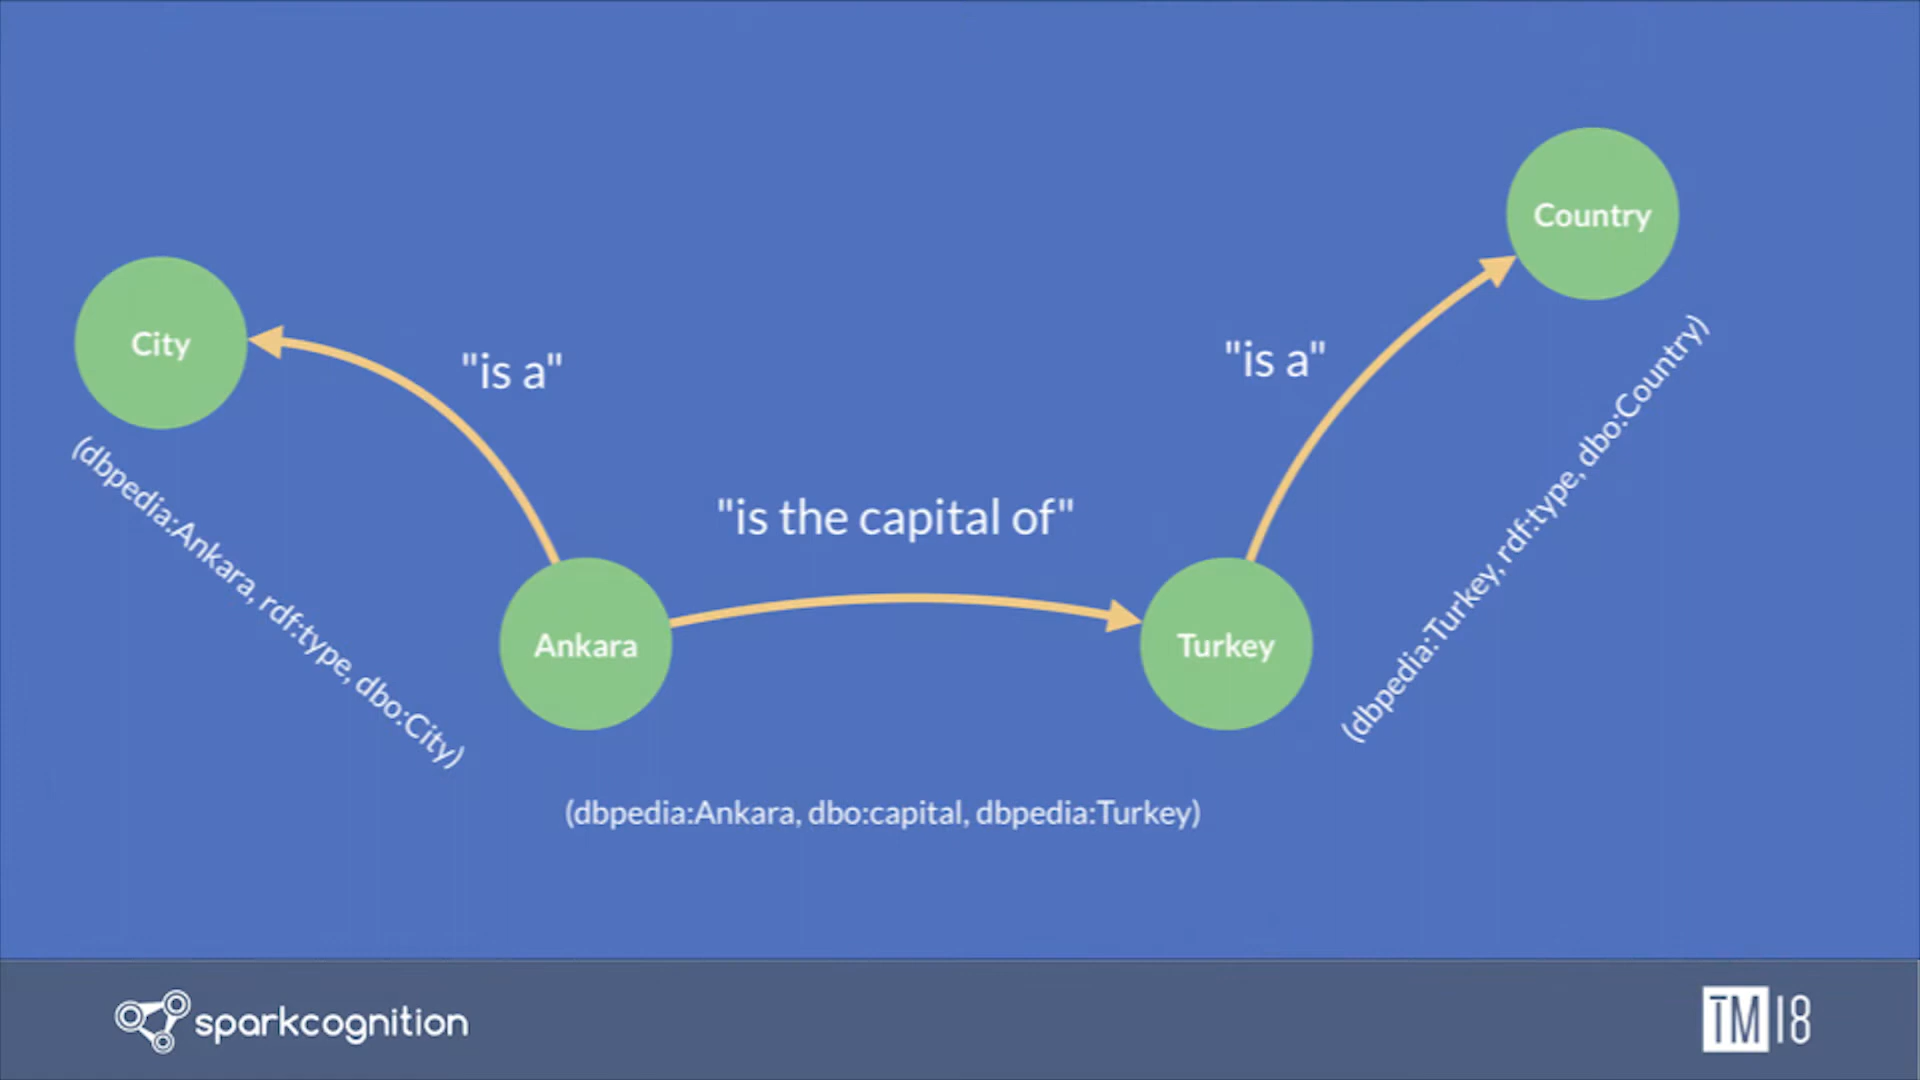 Country
City
"is a"
"is a"
(dbpedia:Ankara, rdf:type, dbo:City)
(dbpedia:Turkey, rdf:type, dbo:Country)
"is the capital of"
Ankara
Turkey
(dbpedia:Ankara, dbo:capital, dbpedia:Turkey)
sparkcognition
TM18